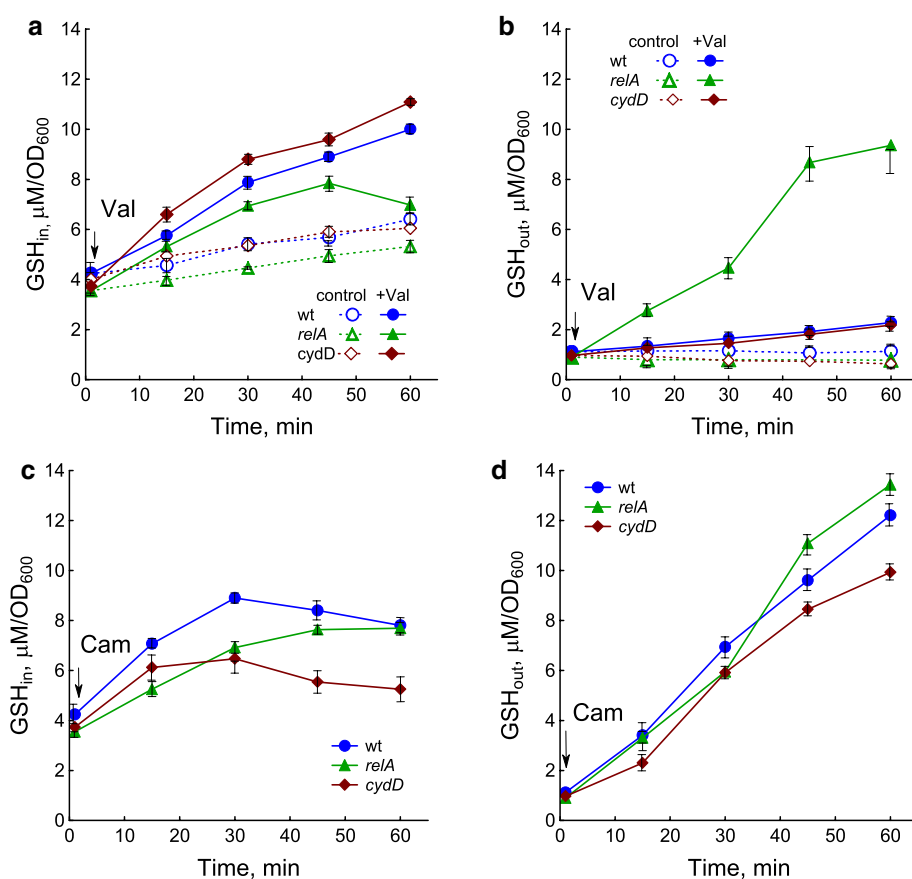 a
14
12
10
8
6
4
2
0
GSHin, μM/OD600
Val
control +Val
wt
relA
cydD
0 10 20 30 40 50 60
Time, min
b
14
12
10
8
6
4
2
0
GSHout, μM/OD600
control +Val
wt
relA
cydD
Val
0 10 20 30 40 50 60
Time, min
c
14
12
10
8
6
4
2
0
GSHin, μM/OD600
Cam
wt
relA
cydD
0 10 20 30 40 50 60
Time, min
d
14
12
10
8
6
4
2
0
GSHout, μM/OD600
wt
relA
cydD
Cam
0 10 20 30 40 50 60
Time, min